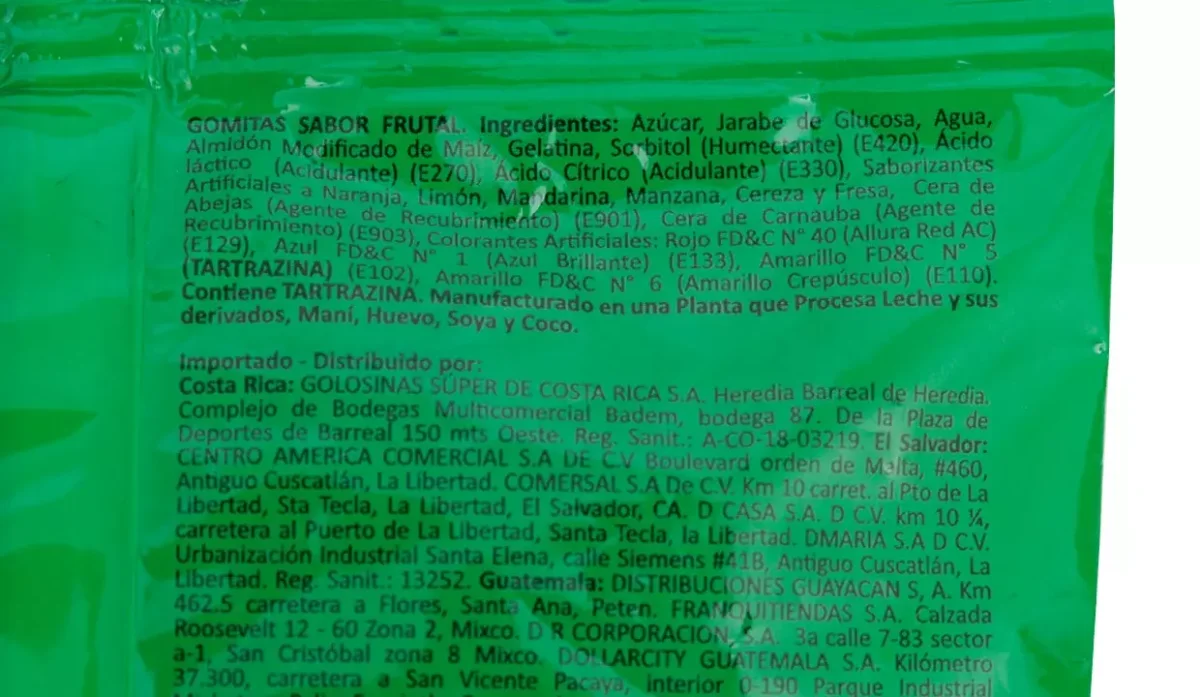 GOMITAS SABOR FRUTAL. Ingredientes: Azúcar, Jarabe de Glucosa, Agua,
Almidón Modificado de Maíz, Gelatina, Sorbitol (Humectante) (E420), Ácido
láctico (Acidulante) (E270), Ácido Cítrico (Acidulante) (E330), Saborizantes
Artificiales a Naranja, Limón, Mandarina, Manzana, Cereza y Fresa, Cera de
Abejas (Agente de Recubrimiento) (E901), Cera de Carnauba (Agente de
Recubrimiento) (E903), Colorantes Artificiales: Rojo FD&C N° 40 (Allura Red AC)
(E129), Azul FD&C N° 1 (Azul Brillante) (E133), Amarillo FD&C N° 5
(TARTRAZINA) (E102), Amarillo FD&C N° 6 (Amarillo Crepúsculo) (E110).
Contiene TARTRAZINA. Manufacturado en una Planta que Procesa Leche y sus
derivados, Maní, Huevo, Soya y Coco.
Importado - Distribuido por:
Costa Rica: GOLOSINAS SÚPER DE COSTA RICA S.A. Heredia Barreal de Heredia.
Complejo de Bodegas Multicomercial Badem, bodega 87. De la Plaza de
Deportes de Barreal 150 mts Oeste. Reg. Sanit.: A-CO-18-03219. El Salvador:
CENTRO AMERICA COMERCIAL S.A DE C.V Boulevard orden de Malta, #460,
Antiguo Cuscatlán, La Libertad. COMERSAL S.A De C.V. Km 10 carret. al Pto de La
Libertad, Sta Tecla, La Libertad, El Salvador, CA. D CASA S.A. D C.V. km 10 ¼,
carretera al Puerto de La Libertad, Santa Tecla, la Libertad. DMARIA S.A D C.V.
Urbanización Industrial Santa Elena, calle Siemens #41B, Antiguo Cuscatlán, La
Libertad. Reg. Sanit.: 13252. Guatemala: DISTRIBUCIONES GUAYACAN S, A. Km
462.5 carretera a Flores, Santa Ana, Peten. FRANQUITIENDAS S.A. Calzada
Roosevelt 12 - 60 Zona 2, Mixco. D R CORPORACION, S.A. 3a calle 7-83 sector
a-1, San Cristóbal zona 8 Mixco. DOLLARCITY GUATEMALA S.A. Kilómetro
37.300, carretera a San Vicente Pacaya, interior 0-190 Parque Industrial